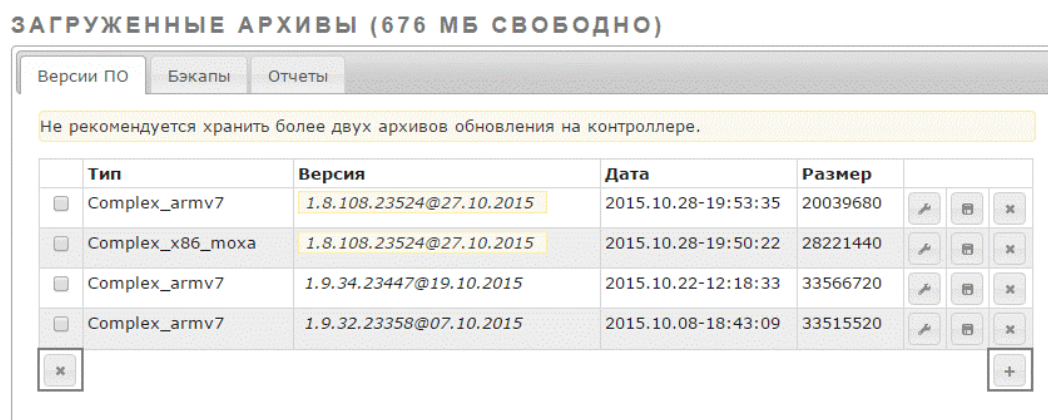 ЗАГРУЖЕННЫЕ АРХИВЫ (676 МБ СВОБОДНО)
Версии ПО Бэкапы Отчеты
Не рекомендуется хранить более двух архивов обновления на контроллере.
Тип Версия Дата Размер
Complex_armv7 1.8.108.23524@27.10.2015 2015.10.28-19:53:35 20039680
Complex_x86_moxa 1.8.108.23524@27.10.2015 2015.10.28-19:50:22 28221440
Complex_armv7 1.9.34.23447@19.10.2015 2015.10.22-12:18:33 33566720
Complex_armv7 1.9.32.23358@07.10.2015 2015.10.08-18:43:09 33515520